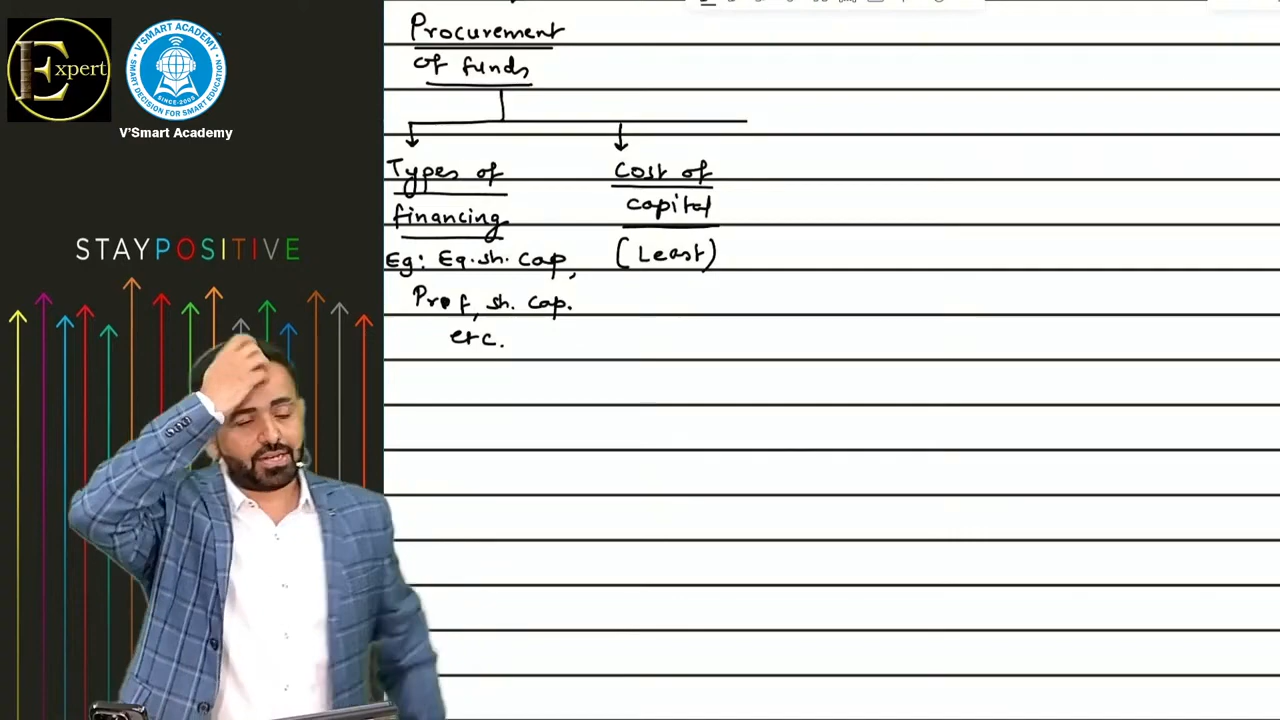 Expert
V'SMART ACADEMY
SMART DECISION FOR SMART EDUCATION
SINCE-2005
V'Smart Academy
STAYPOSITIVE
Procurement
of funds
Types of
financing
Eg: Eq.sh. cap,
Pref, sh. cap.
etc.
Cost of
capital
(Least)